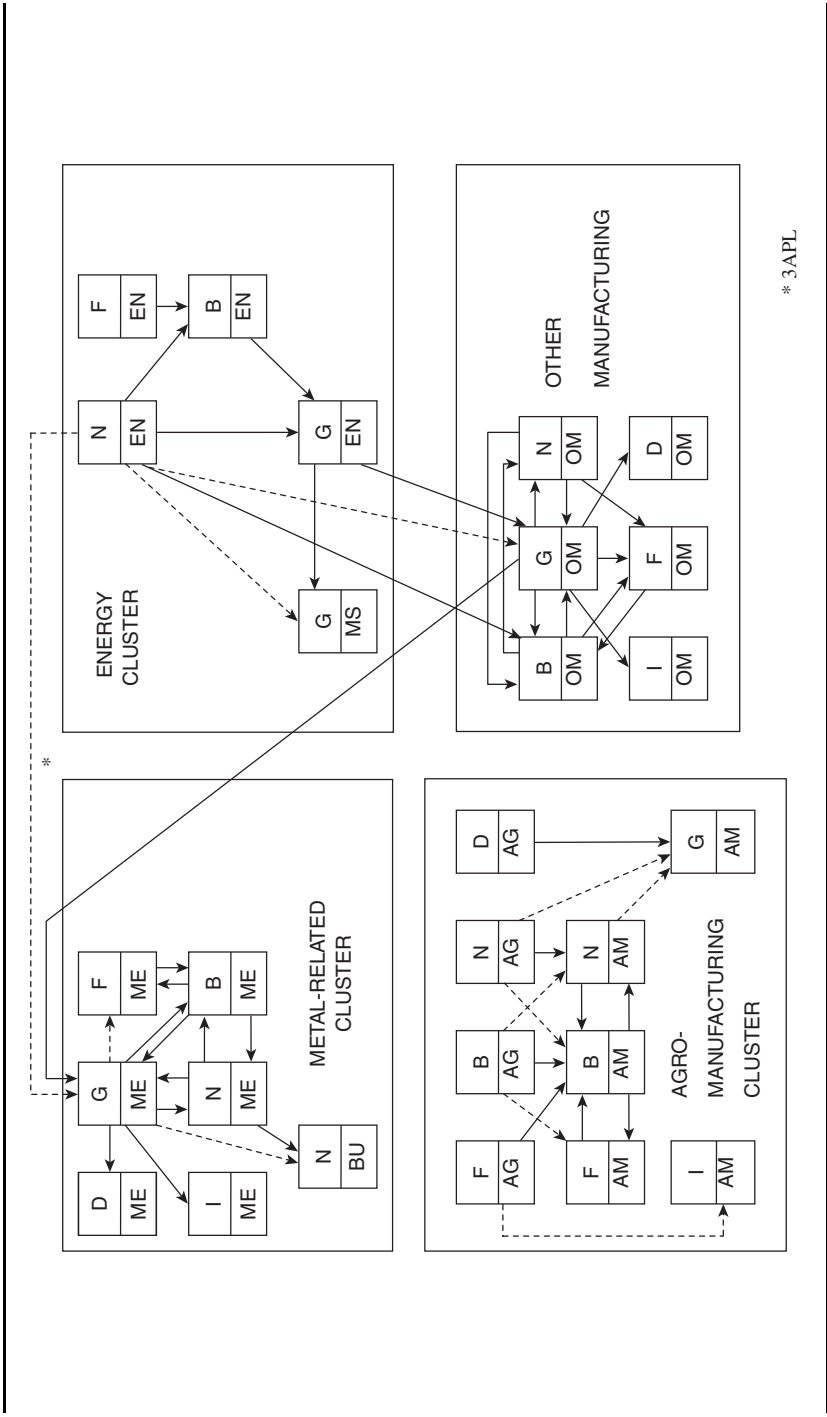 *
D
ME
G
ME
F
ME
I
ME
N
ME
B
ME
N
BU
METAL-RELATED
CLUSTER
ENERGY
CLUSTER
N
EN
F
EN
B
EN
G
MS
G
EN
F
AG
B
AG
N
AG
D
AG
F
AM
B
AM
N
AM
I
AM
G
AM
AGRO-
MANUFACTURING
CLUSTER
B
OM
G
OM
N
OM
I
OM
F
OM
D
OM
OTHER
MANUFACTURING
* 3APL